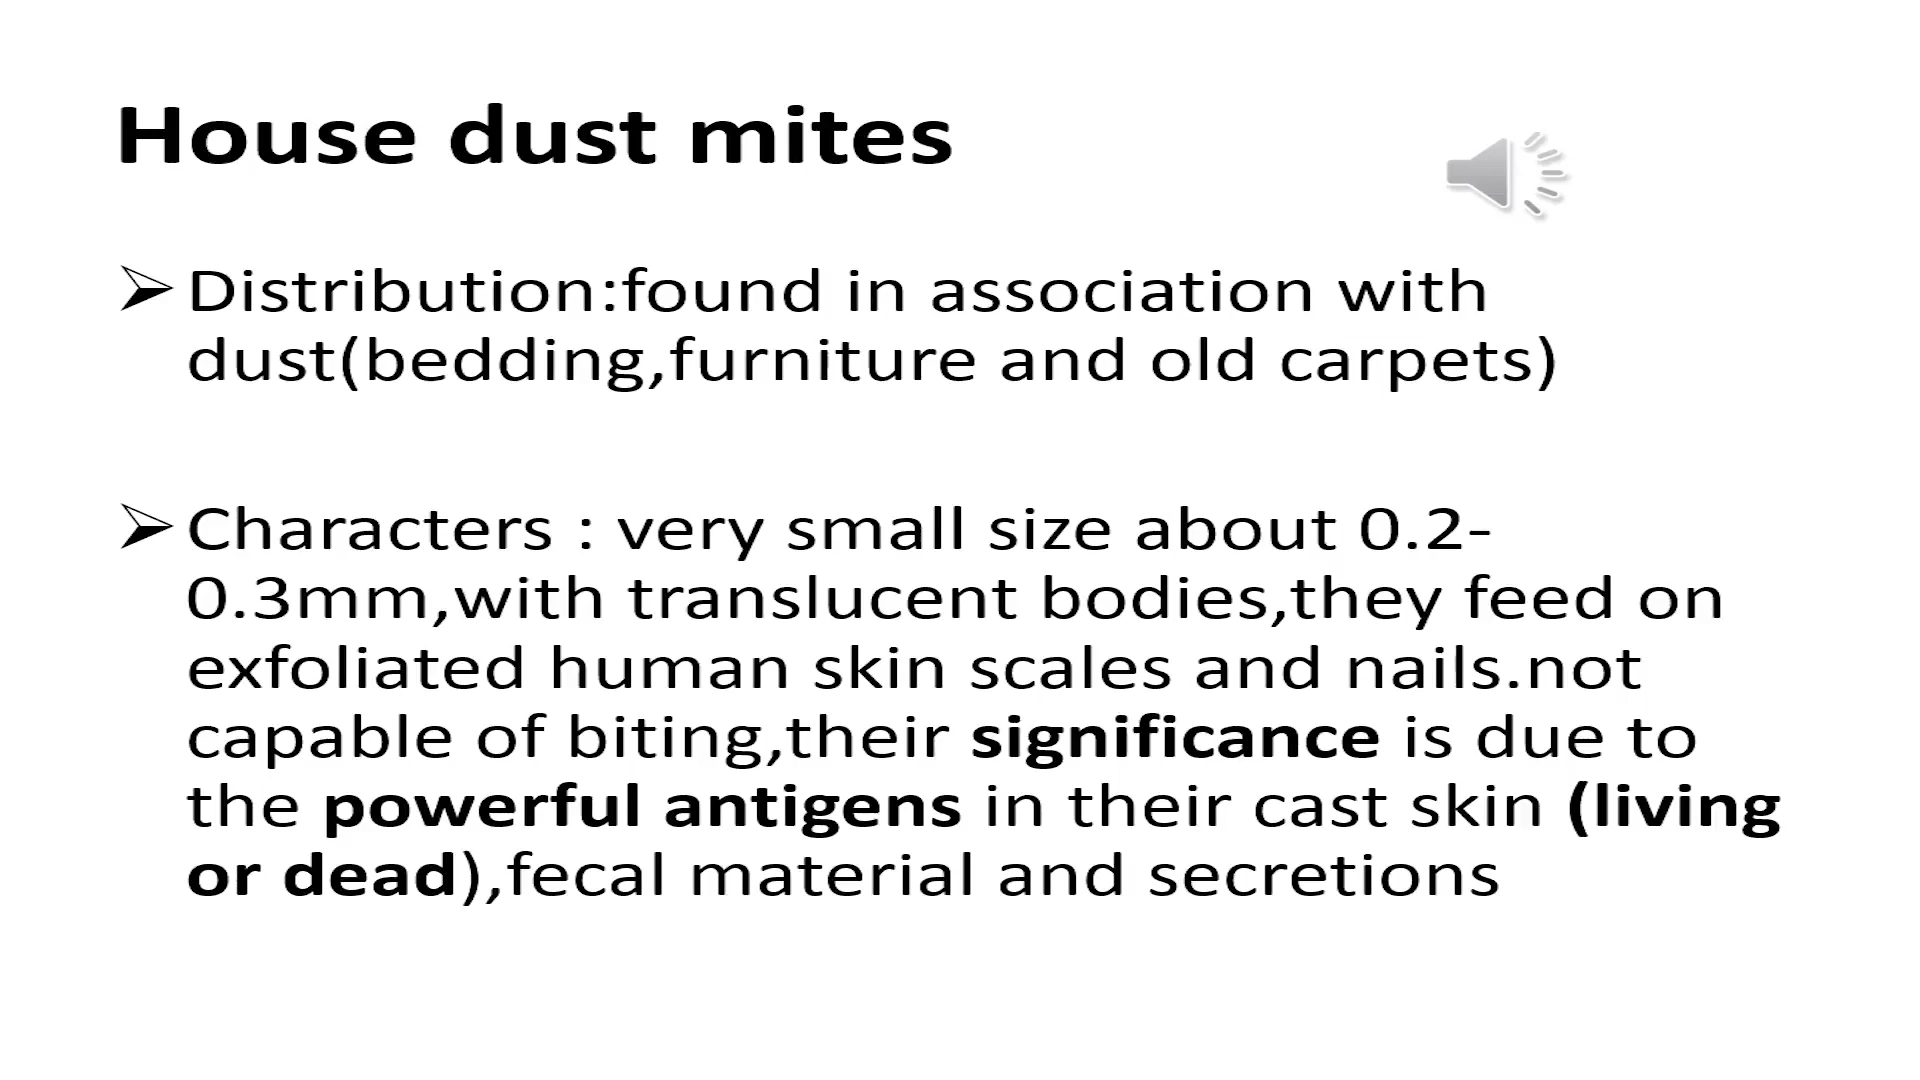 House dust mites
Distribution:found in association with
dust(bedding,furniture and old carpets)
Characters : very small size about 0.2-
0.3mm,with translucent bodies,they feed on
exfoliated human skin scales and nails.not
capable of biting,their significance is due to
the powerful antigens in their cast skin (living
or dead),fecal material and secretions